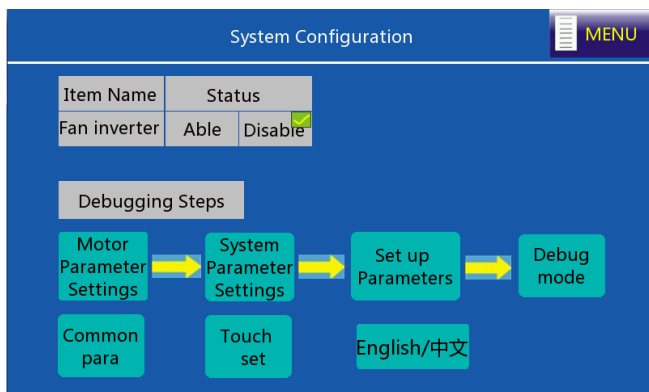 System Configuration
MENU
Item Name Status
Fan inverter Able Disable
Debugging Steps
Motor
Parameter
Settings
System
Parameter
Settings
Set up
Parameters
Debug
mode
Common
para
Touch
set
English/中文